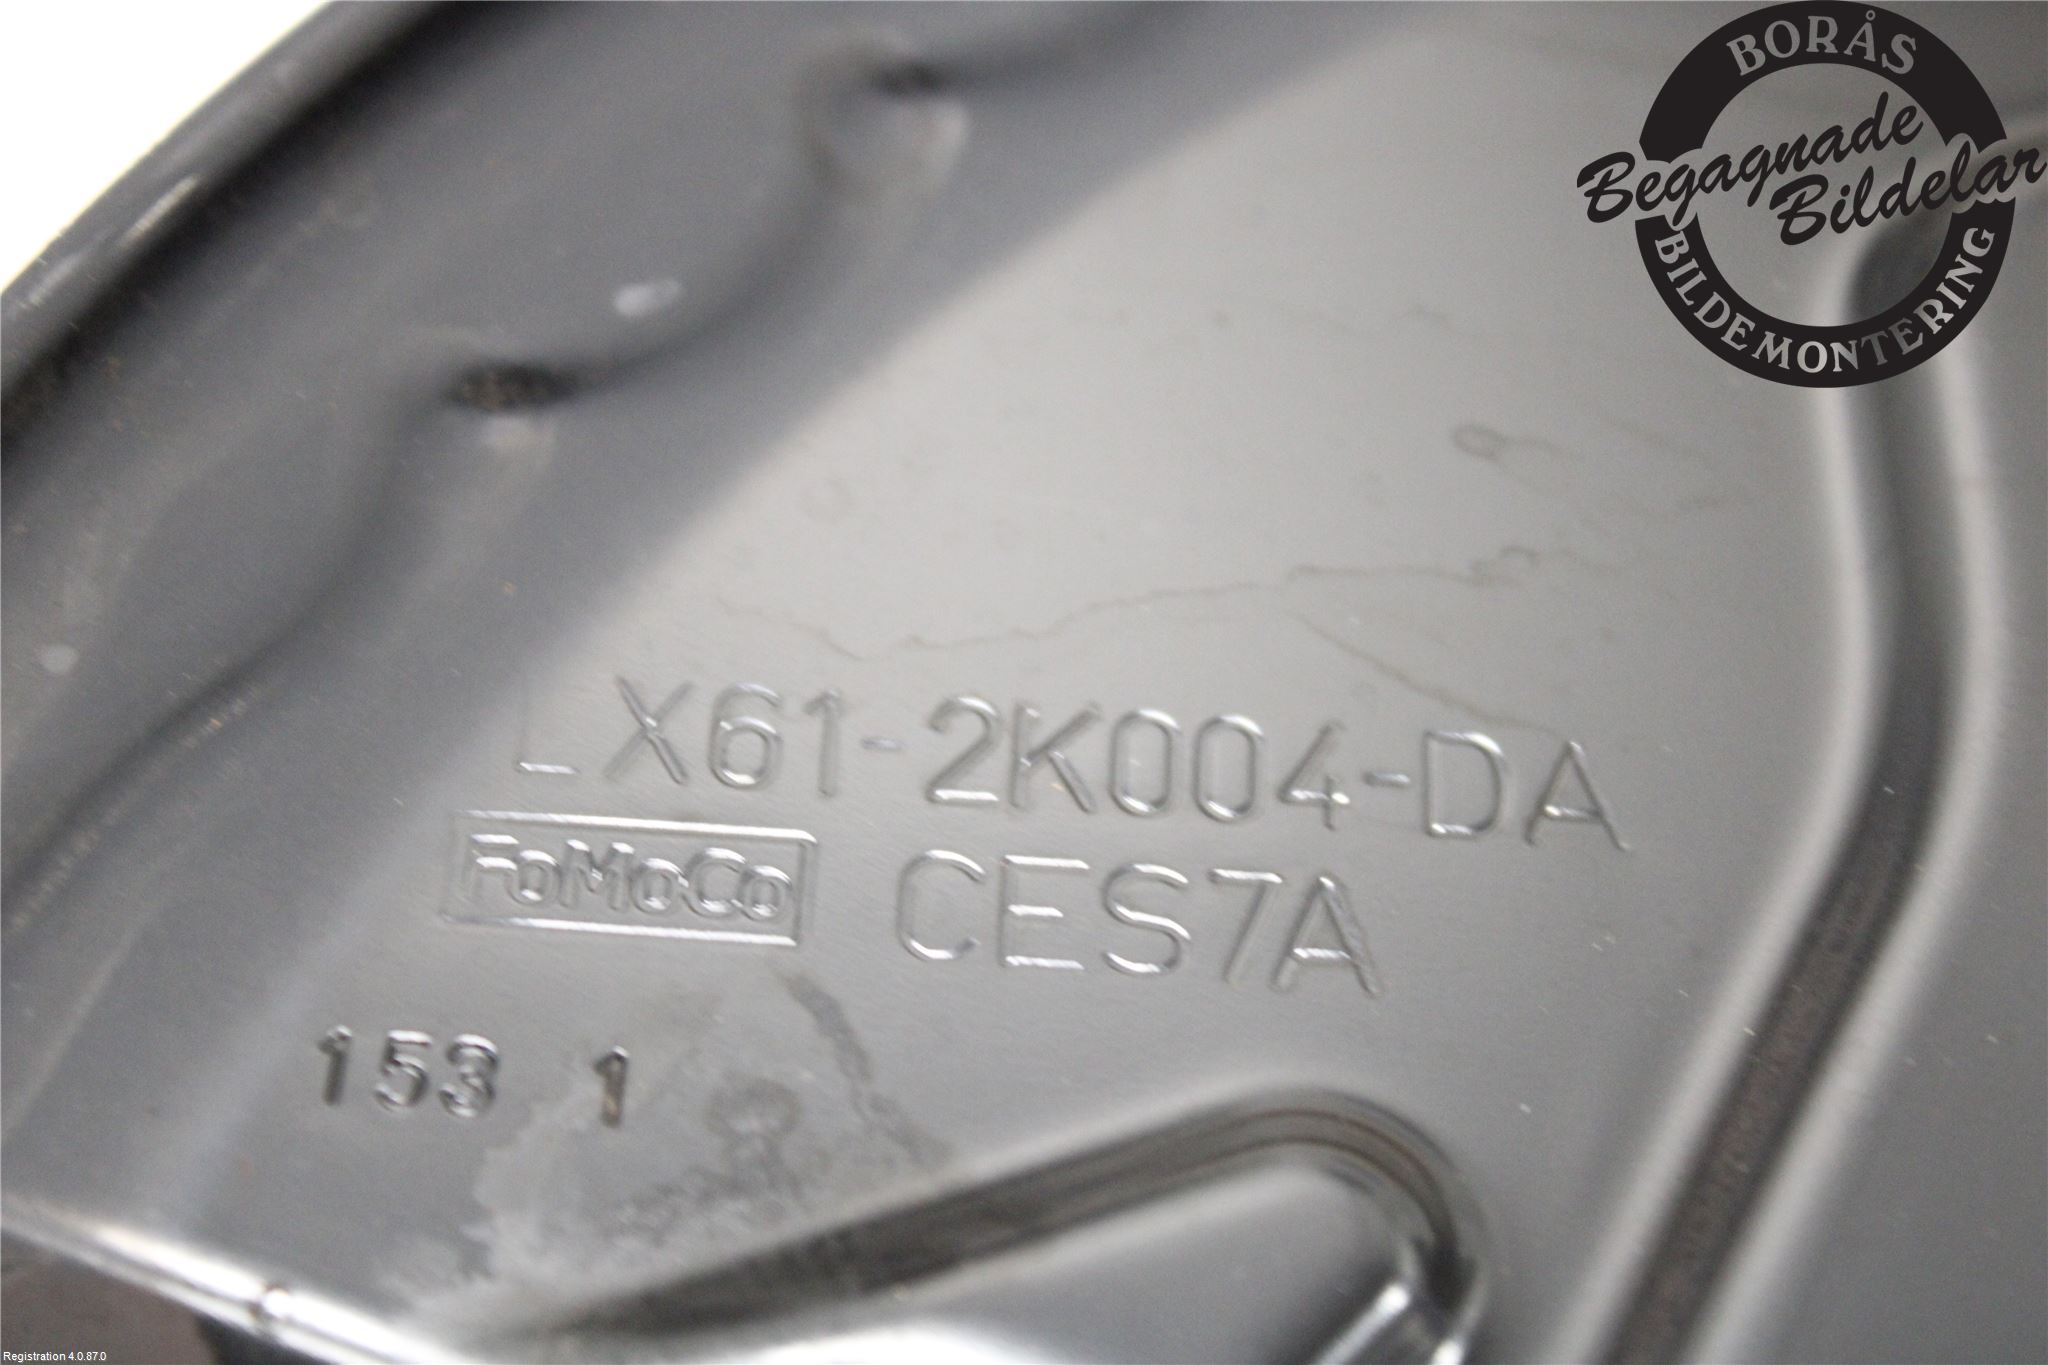 BORÅS
Begagnade
Bildelar
BILDEMONTERING
LX61-2K004-DA
FoMoCo CES7A
153 1
Registration 4.0.87.0